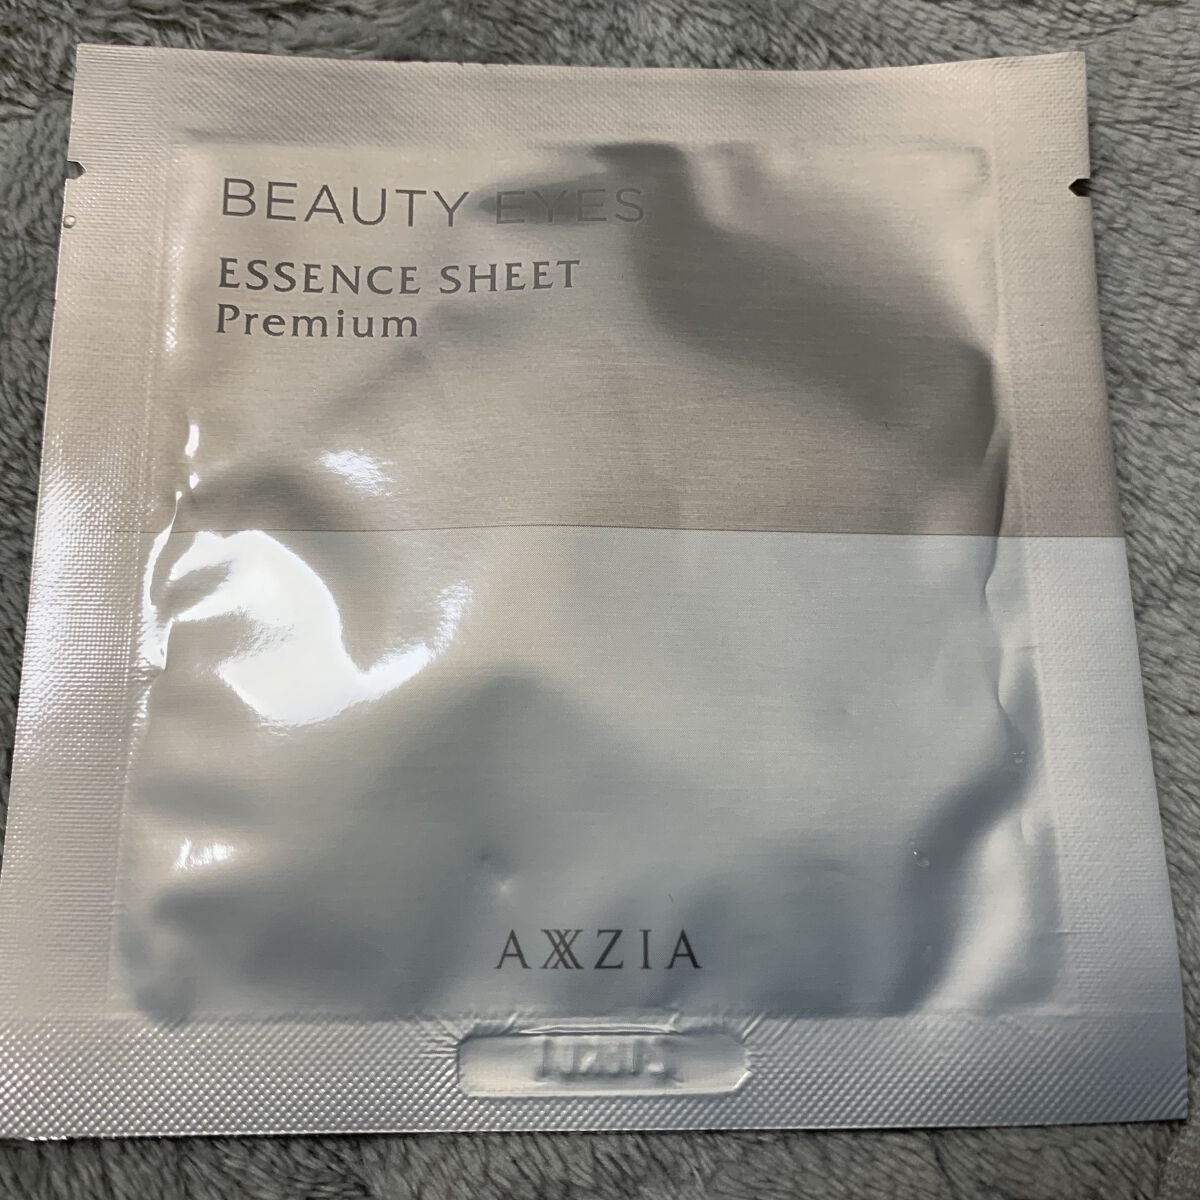 BEAUTY EYES
ESSENCE SHEET
Premium
AXXZIA